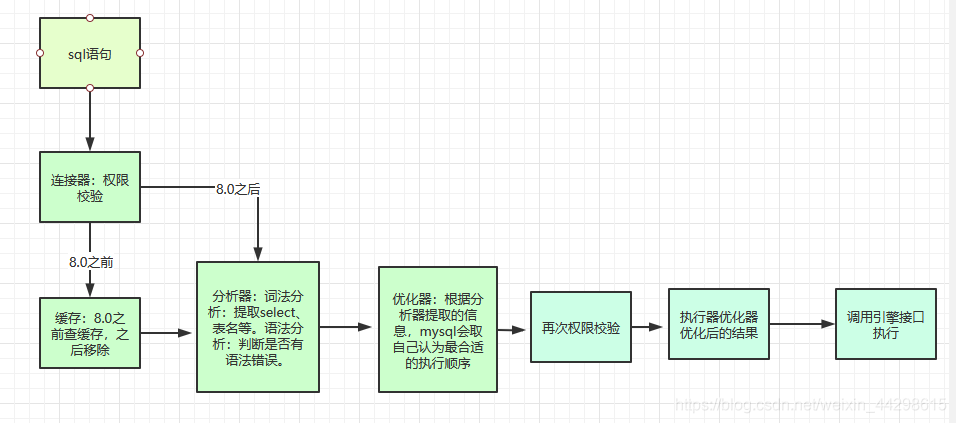 sql语句
连接器：权限
校验
8.0之后
8.0之前
缓存：8.0之
前查缓存，之
后移除
分析器：词法分
析：提取select、
表名等。语法分
析：判断是否有
语法错误。
优化器：根据分
析器提取的信
息，mysql会取
自己认为最合适
的执行顺序
再次权限校验
执行器优化器
优化后的结果
调用引擎接口
执行
https://blog.csdn.net/weixin_44298615